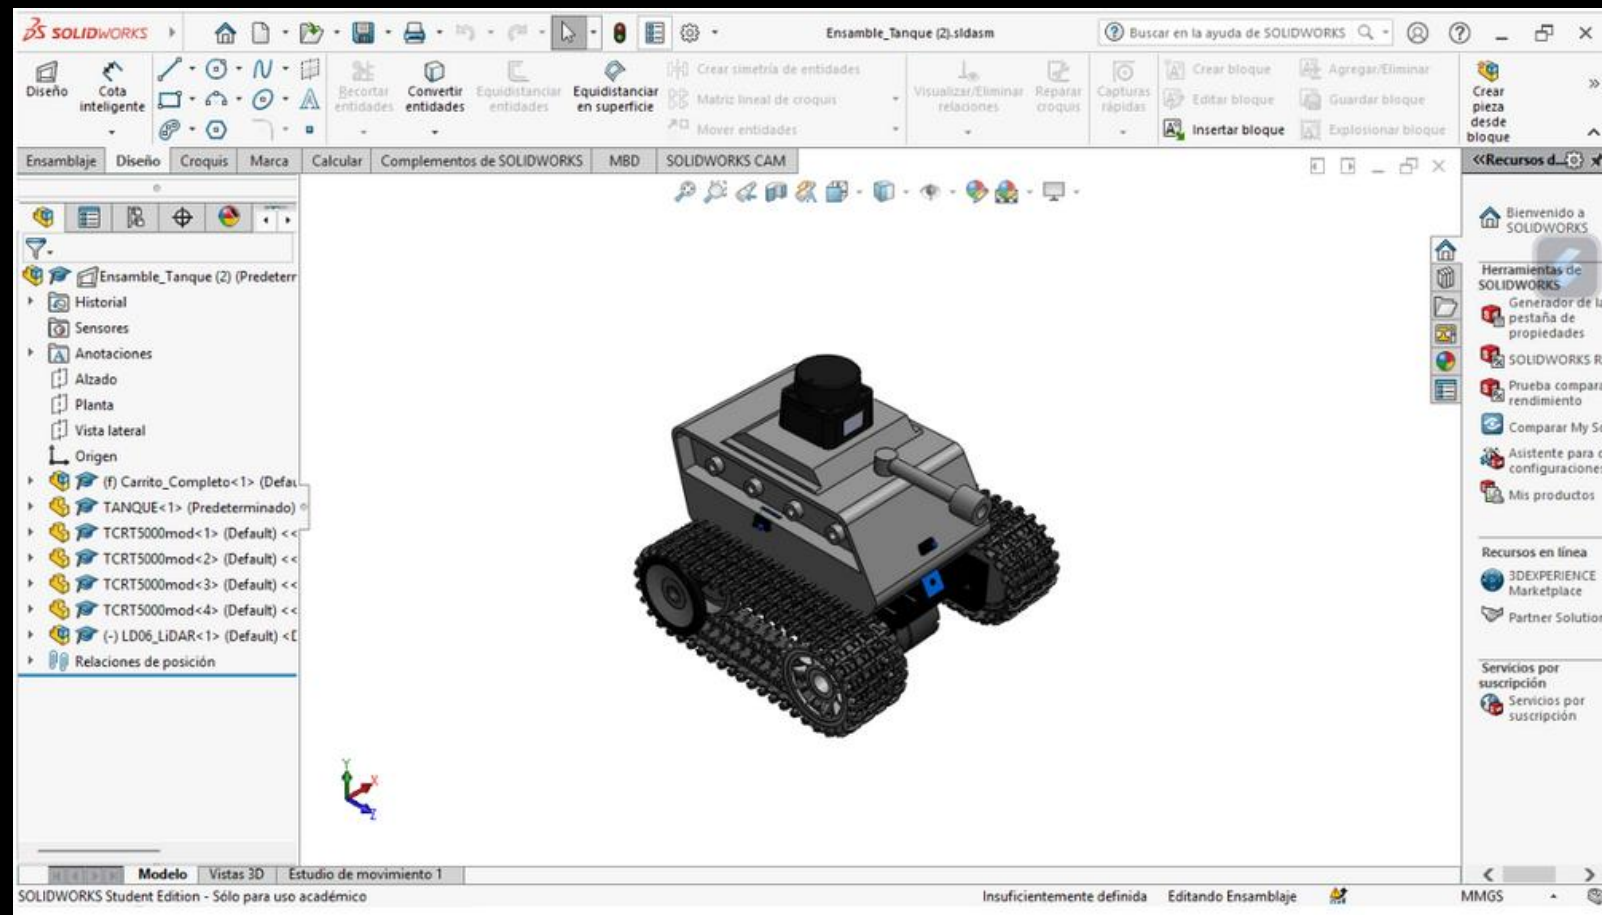 SOLIDWORKS
Ensamble_Tanque (2).sldasm
Buscar en la ayuda de SOLIDWORKS
Diseño
Cota
inteligente
Recortar
entidades
Convertir
entidades
Equidistanciar
entidades
Equidistanciar
en superficie
Crear simetría de entidades
Matriz lineal de croquis
Mover entidades
Visualizar/Eliminar
relaciones
Reparar
croquis
Capturas
rápidas
Crear bloque
Editar bloque
Insertar bloque
Agregar/Eliminar
Guardar bloque
Explosionar bloque
Crear
pieza
desde
bloque
Ensamblaje
Diseño
Croquis
Marca
Calcular
Complementos de SOLIDWORKS
MBD
SOLIDWORKS CAM
Recursos d...
Ensamble_Tanque (2) (Predeterr
Historial
Sensores
Anotaciones
Alzado
Planta
Vista lateral
Origen
(f) Carrito_Completo<1> (Defau
TANQUE<1> (Predeterminado)
TCRT5000mod<1> (Default) <<
TCRT5000mod<2> (Default) <<
TCRT5000mod<3> (Default) <<
TCRT5000mod<4> (Default) <<
(-) LD06_LiDAR<1> (Default) <D
Relaciones de posición
Y
X
Z
Bienvenido a
SOLIDWORKS
Herramientas de
SOLIDWORKS
Generador de la
pestaña de
propiedades
SOLIDWORKS R
Prueba compara
rendimiento
Comparar My So
Asistente para c
configuraciones
Mis productos
Recursos en línea
3DEXPERIENCE
Marketplace
Partner Solution
Servicios por
suscripción
Servicios por
suscripción
Modelo
Vistas 3D
Estudio de movimiento 1
SOLIDWORKS Student Edition - Sólo para uso académico
Insuficientemente definida
Editando Ensamblaje
MMGS